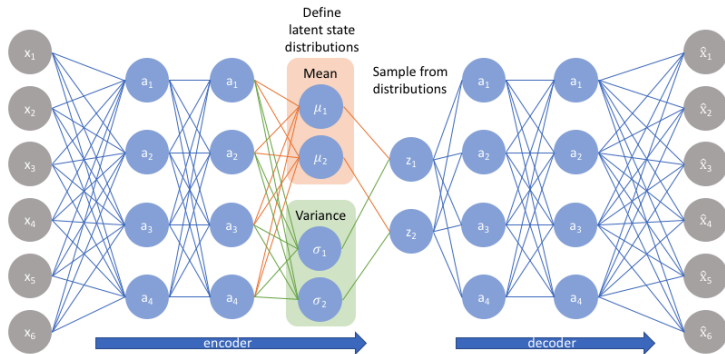 Define
latent state
distributions
Mean
Sample from
distributions
Variance
x₁
x₂
x₃
x₄
x₅
x₆
a₁
a₂
a₃
a₄
a₁
a₂
a₃
a₄
μ₁
μ₂
σ₁
σ₂
z₁
z₂
a₁
a₂
a₃
a₄
a₁
a₂
a₃
a₄
x̂₁
x̂₂
x̂₃
x̂₄
x̂₅
x̂₆
encoder
decoder